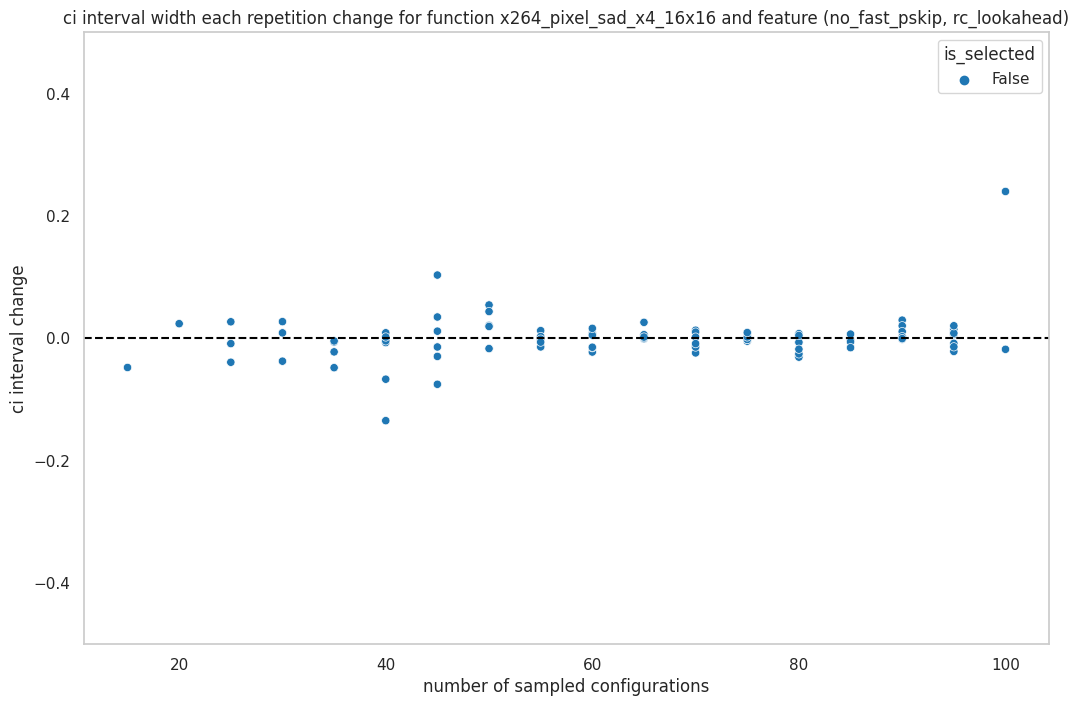 ci interval width each repetition change for function x264_pixel_sad_x4_16x16 and feature (no_fast_pskip, rc_lookahead)
is_selected
False
0.4
0.2
0.0
−0.2
−0.4
ci interval change
20
40
60
80
100
number of sampled configurations